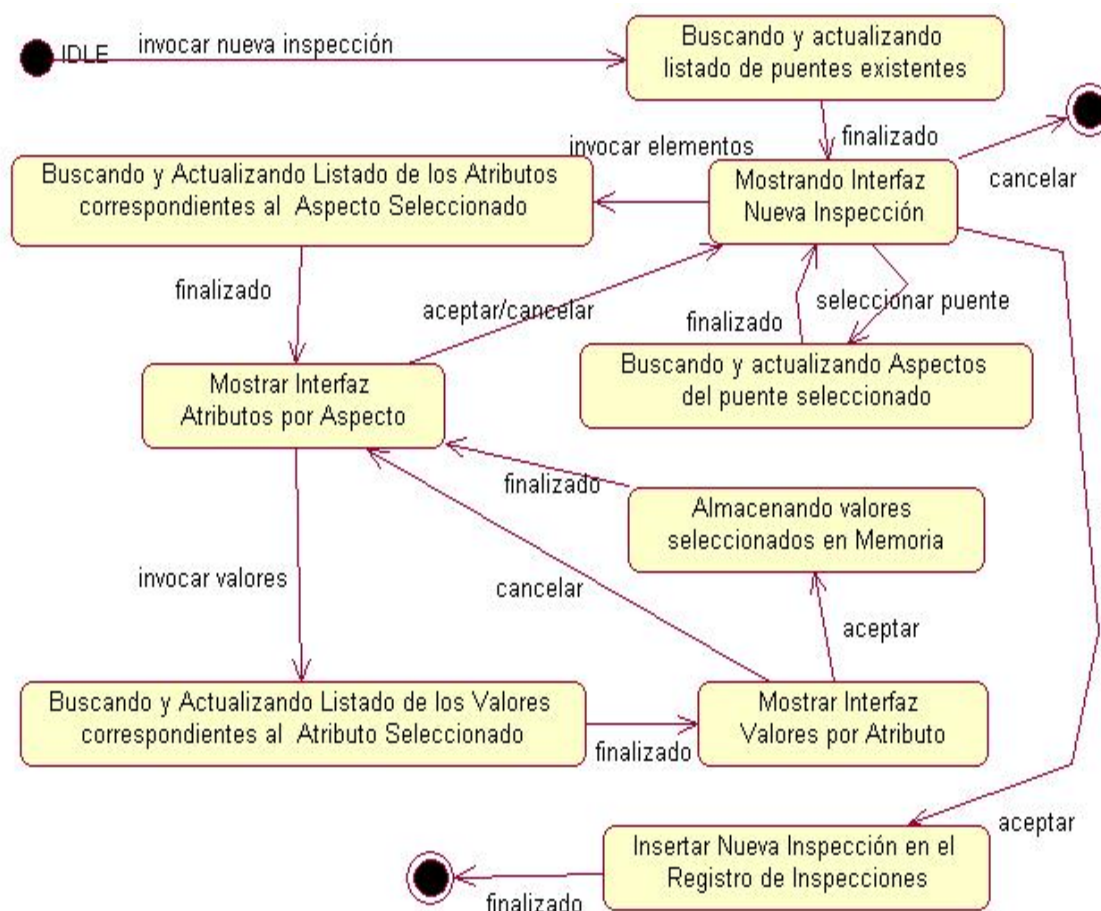 IDLE
invocar nueva inspección
Buscando y actualizando
listado de puentes existentes
finalizado
cancelar
invocar elementos
Mostrando Interfaz
Nueva Inspección
Buscando y Actualizando Listado de los Atributos
correspondientes al Aspecto Seleccionado
finalizado
aceptar/cancelar
finalizado
seleccionar puente
Buscando y actualizando Aspectos
del puente seleccionado
Mostrar Interfaz
Atributos por Aspecto
finalizado
Almacenando valores
seleccionados en Memoria
invocar valores
cancelar
aceptar
Buscando y Actualizando Listado de los Valores
correspondientes al Atributo Seleccionado
finalizado
Mostrar Interfaz
Valores por Atributo
aceptar
Insertar Nueva Inspección en el
Registro de Inspecciones
finalizado